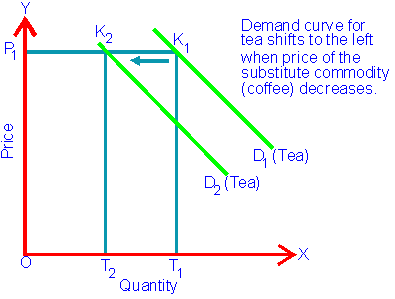 Y
Demand curve for
tea shifts to the left
when price of the
substitute commodity
(coffee) decreases.
K2 K1
P1
Price
D1 (Tea)
D2 (Tea)
O T2 T1 X
Quantity